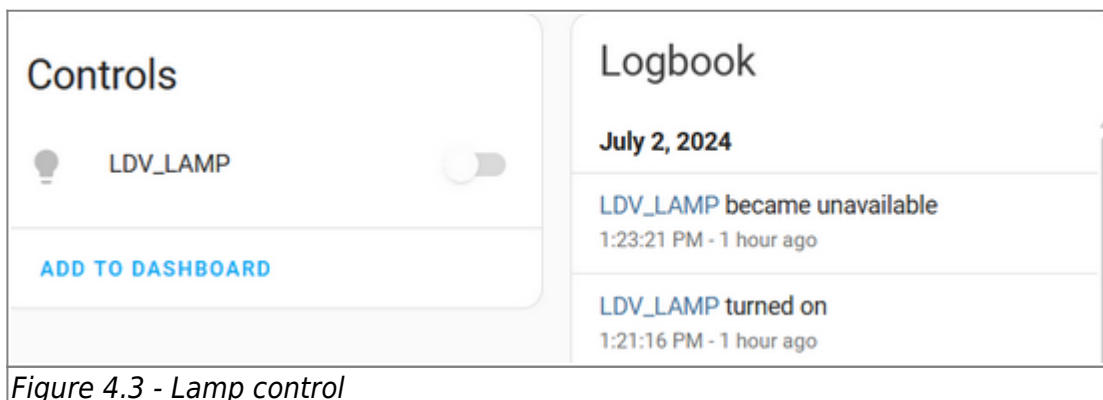 Controls
LDV_LAMP
ADD TO DASHBOARD
Logbook
July 2, 2024
LDV_LAMP became unavailable
1:23:21 PM - 1 hour ago
LDV_LAMP turned on
1:21:16 PM - 1 hour ago
Figure 4.3 - Lamp control